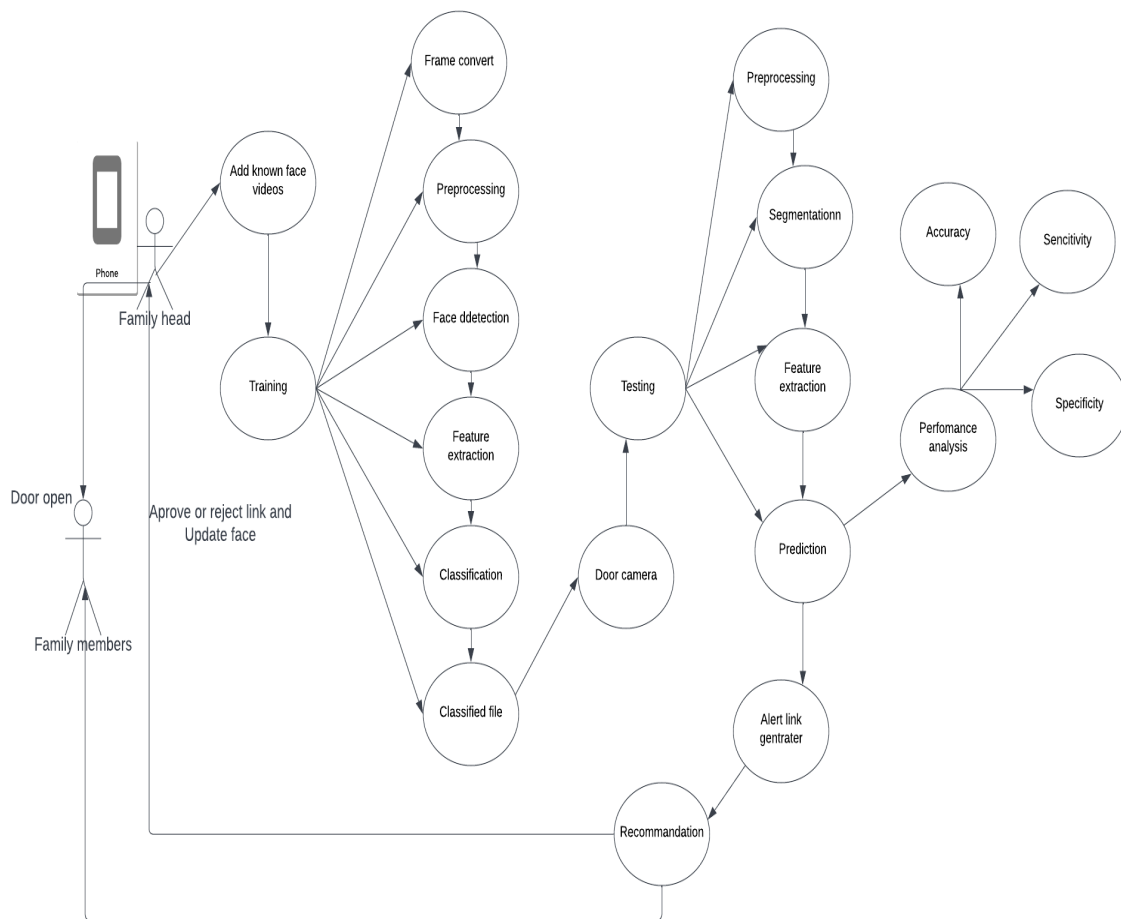 Frame convert
Preprocessing
Add known face
videos
Preprocessing
Segmentationn
Accuracy
Sencitivity
Phone
Family head
Face ddetection
Training
Testing
Feature
extraction
Specificity
Perfomance
analysis
Feature
extraction
Door open
Aprove or reject link and
Update face
Prediction
Classification
Door camera
Family members
Classified file
Alert link
gentrater
Recommandation